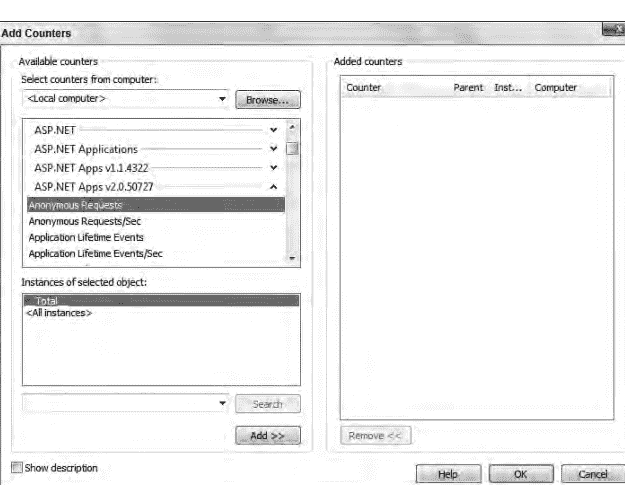 Add Counters
Available counters
Select counters from computer:
<Local computer>
Browse...
ASP.NET
ASP.NET Applications
ASP.NET Apps v1.1.4322
ASP.NET Apps v2.0.50727
Anonymous Requests
Anonymous Requests/Sec
Application Lifetime Events
Application Lifetime Events/Sec
Instances of selected object:
_Total
<All instances>
Search
Add >>
Show description
Added counters
Counter Parent Inst... Computer
Remove <<
Help OK Cancel